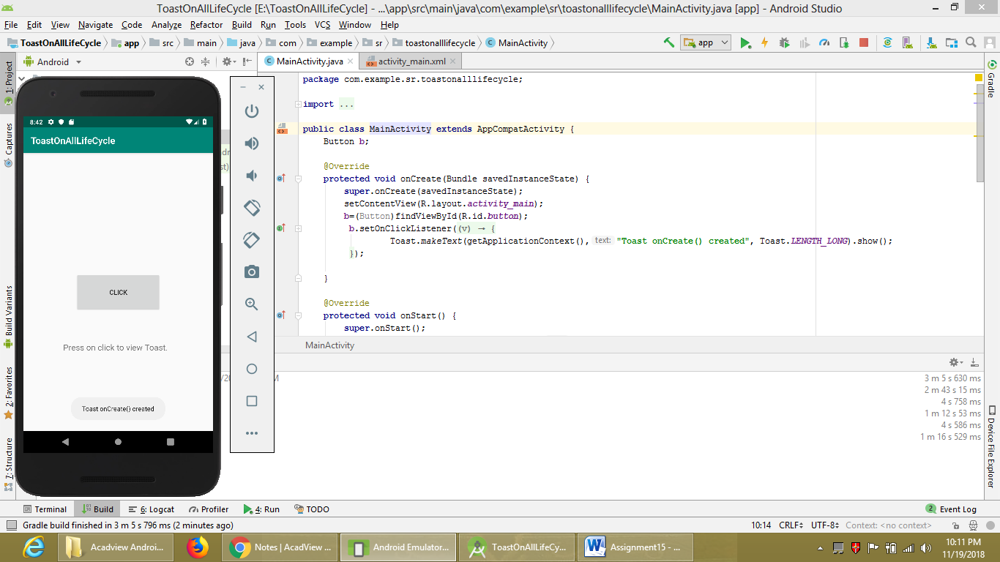 ToastOnAllLifeCycle [E:\ToastOnAllLifeCycle] - ...\app\src\main\java\com\example\sr\toastonalllifecycle\MainActivity.java [app] - Android Studio
File Edit View Navigate Code Analyze Refactor Build Run Tools VCS Window Help
ToastOnAllLifeCycle app src main java com example sr toastonalllifecycle MainActivity app
Android MainActivity.java activity_main.xml
1: Project
Captures
Build Variants
2: Favorites
7: Structure
8:42
ToastOnAllLifeCycle
CLICK
Press on click to view Toast.
Toast onCreate() created
package com.example.sr.toastonalllifecycle;
import ...
public class MainActivity extends AppCompatActivity {
Button b;
@Override
protected void onCreate(Bundle savedInstanceState) {
super.onCreate(savedInstanceState);
setContentView(R.layout.activity_main);
b=(Button)findViewById(R.id.button);
b.setOnClickListener((v) → {
Toast.makeText(getApplicationContext(), text: "Toast onCreate() created", Toast.LENGTH_LONG).show();
});
}
@Override
protected void onStart() {
super.onStart();
MainActivity
3 m 5 s 630 ms
2 m 43 s 15 ms
4 s 758 ms
1 m 12 s 53 ms
4 s 586 ms
1 m 16 s 529 ms
Gradle
Device File Explorer
Terminal Build 6: Logcat Profiler 4: Run TODO 2 Event Log
Gradle build finished in 3 m 5 s 796 ms (2 minutes ago) 10:14 CRLF UTF-8 Context: <no context>
Acadview Androi... Notes | AcadView ... Android Emulator... ToastOnAllLifeCy... Assignment15 - ... 10:11 PM
11/19/2018